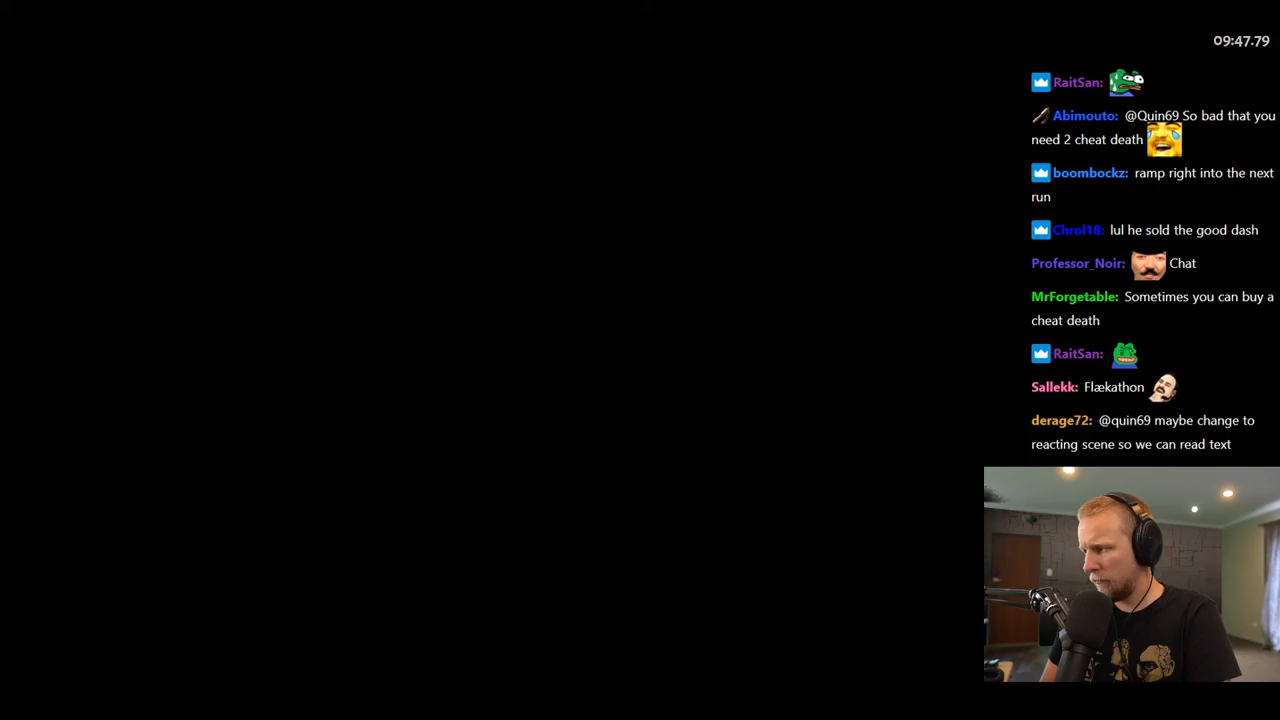 09:47.79
RaitSan:
Abimouto: @Quin69 So bad that you
need 2 cheat death
boombockz: ramp right into the next
run
Chrol18: lul he sold the good dash
Professor_Noir: Chat
MrForgetable: Sometimes you can buy a
cheat death
RaitSan:
Sallekk: Flækathon
derage72: @quin69 maybe change to
reacting scene so we can read text